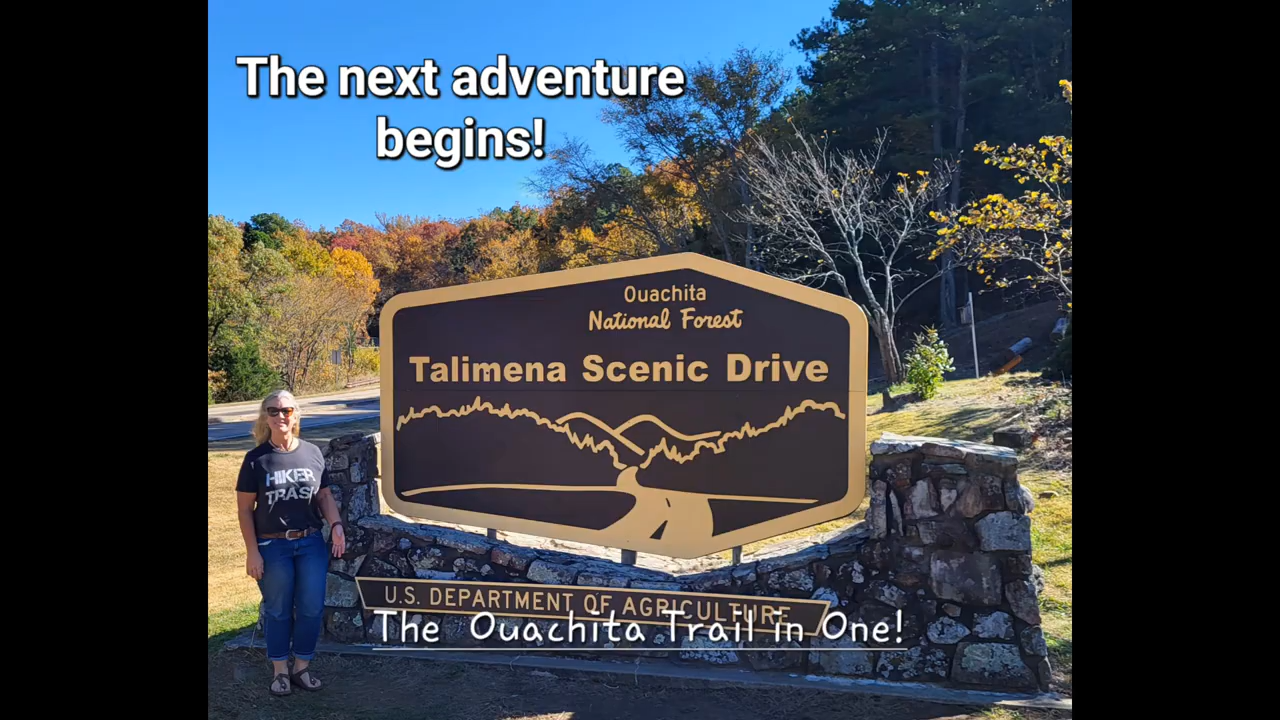 The next adventure
begins!
Ouachita
National Forest
Talimena Scenic Drive
HIKER
TRASH
U.S. DEPARTMENT OF AGRICULTURE
The Ouachita Trail in One!